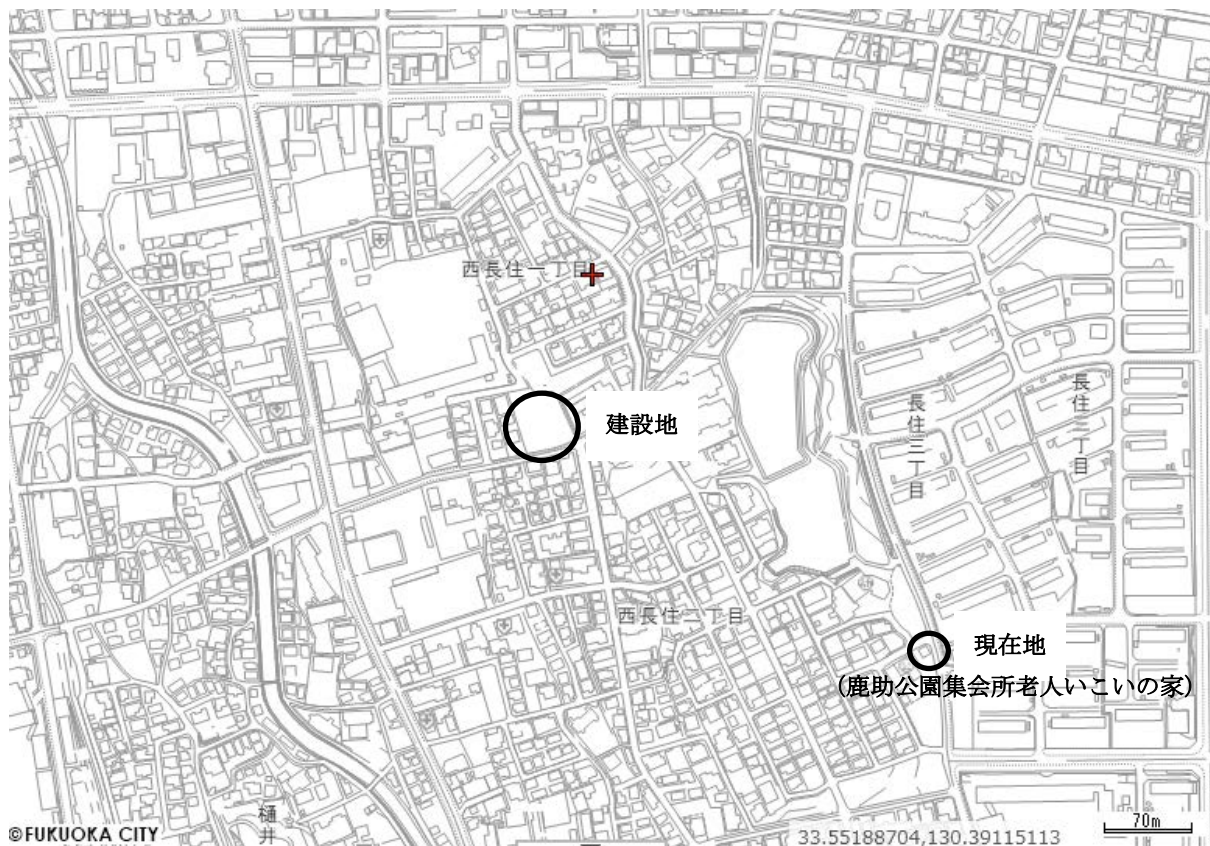 西長住一丁目
建設地
長住二丁目
長住三丁目
西長住二丁目
現在地
(鹿助公園集会所老人いこいの家)
樋井
©FUKUOKA CITY
33.55188704,130.39115113
70m